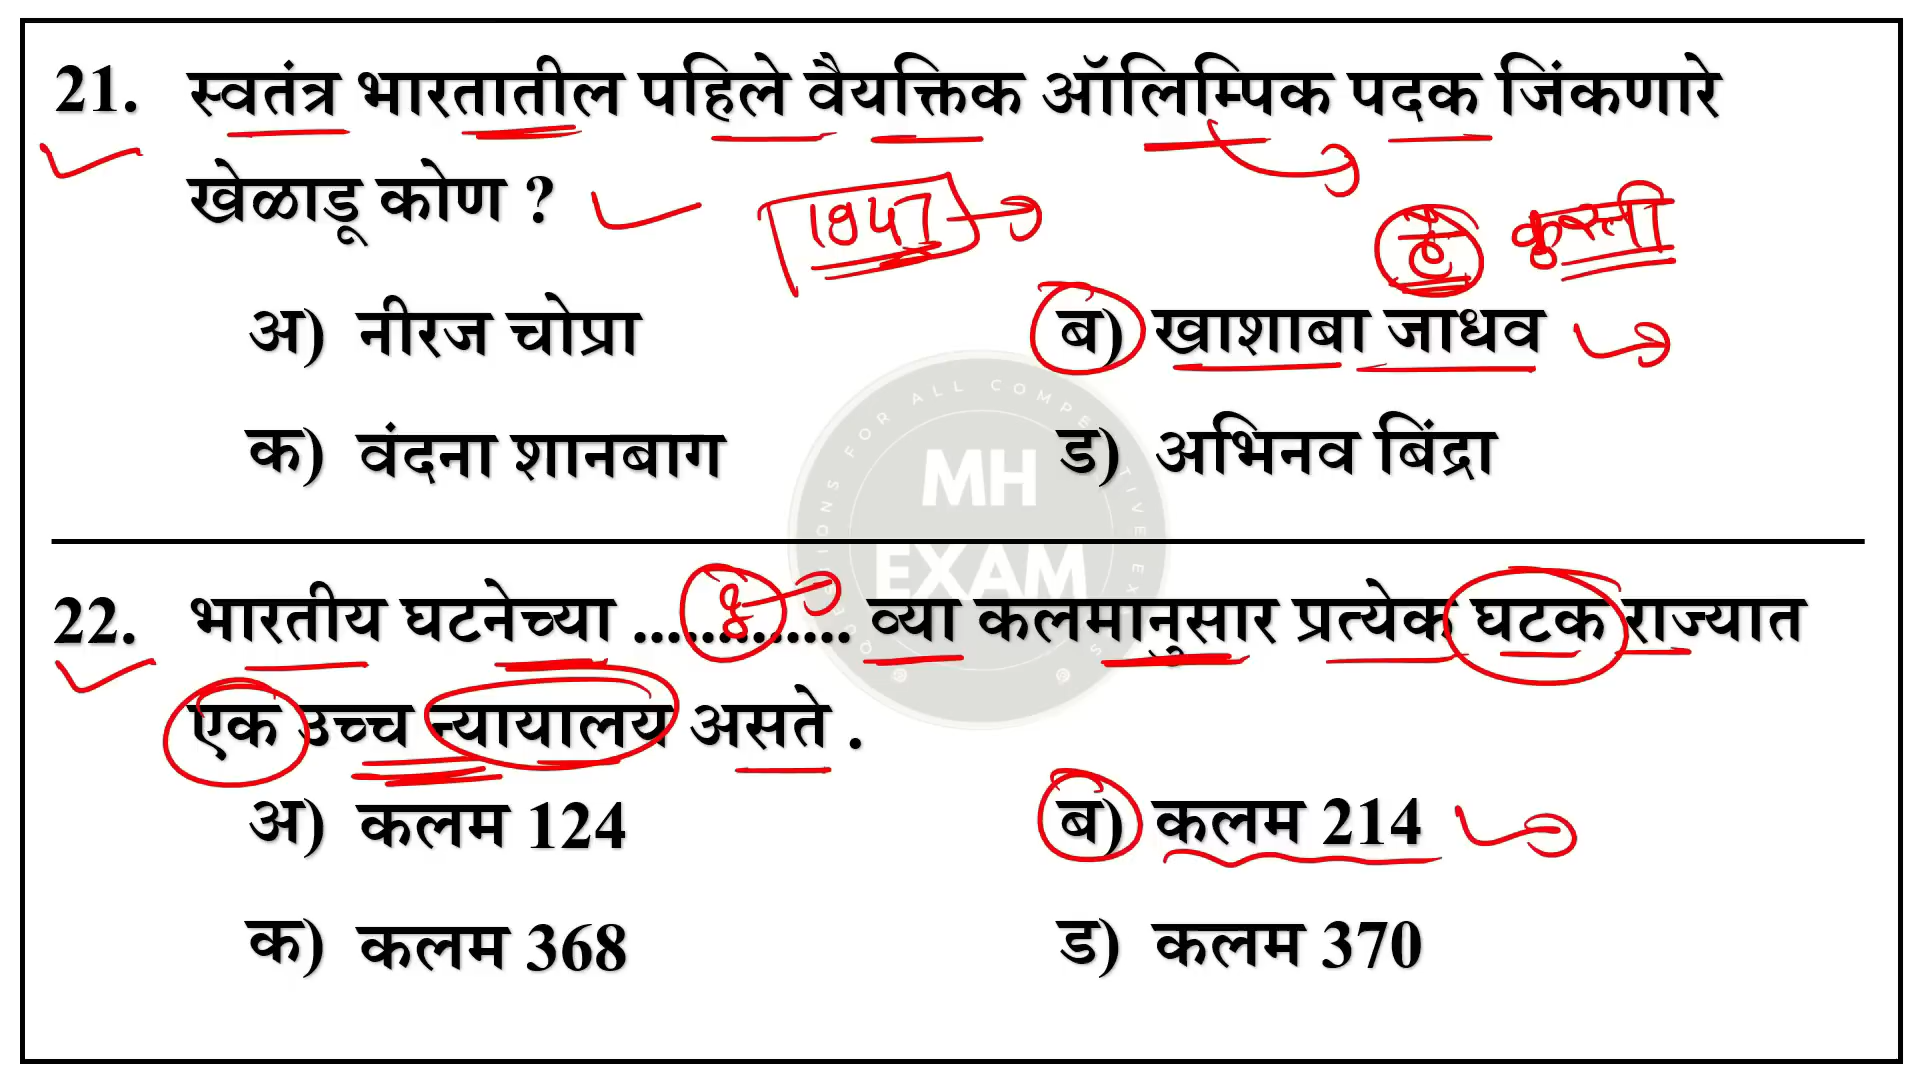 21. स्वतंत्र भारतातील पहिले वैयक्तिक ऑलिम्पिक पदक जिंकणारे
खेळाडू कोण ?
1947
कुस्ती
अ) नीरज चोप्रा
ब) खाशाबा जाधव
क) वंदना शानबाग
ड) अभिनव बिंद्रा
MH
EXAM
22. भारतीय घटनेच्या ............. व्या कलमानुसार प्रत्येक घटक राज्यात
एक उच्च न्यायालय असते .
अ) कलम 124
ब) कलम 214
क) कलम 368
ड) कलम 370